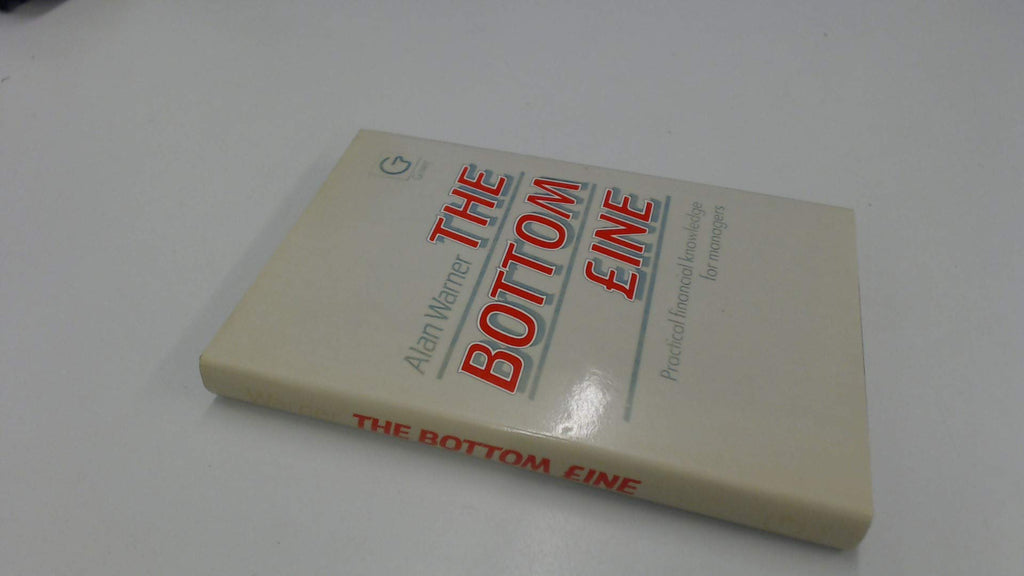 Alan Warner
THE
BOTTOM
£INE
Practical financial knowledge
for managers
THE BOTTOM £INE